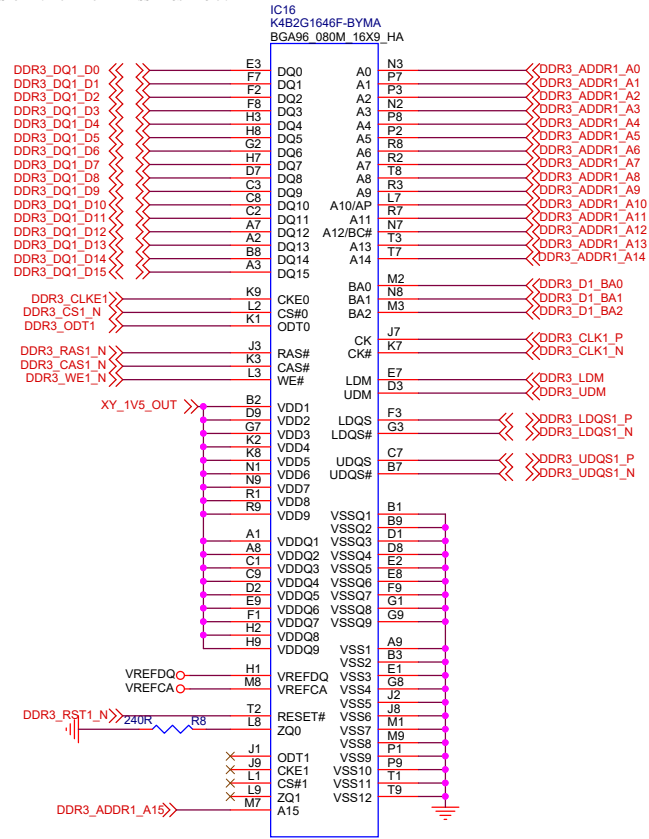 IC16
K4B2G1646F-BYMA
BGA96_080M_16X9_HA
DDR3_DQ1_D0 E3 DQ0 A0 N3 DDR3_ADDR1_A0
DDR3_DQ1_D1 F7 DQ1 A1 P7 DDR3_ADDR1_A1
DDR3_DQ1_D2 F2 DQ2 A2 P3 DDR3_ADDR1_A2
DDR3_DQ1_D3 F8 DQ3 A3 N2 DDR3_ADDR1_A3
DDR3_DQ1_D4 H3 DQ4 A4 P8 DDR3_ADDR1_A4
DDR3_DQ1_D5 H8 DQ5 A5 P2 DDR3_ADDR1_A5
DDR3_DQ1_D6 G2 DQ6 A6 R8 DDR3_ADDR1_A6
DDR3_DQ1_D7 H7 DQ7 A7 R2 DDR3_ADDR1_A7
DDR3_DQ1_D8 D7 DQ8 A8 T8 DDR3_ADDR1_A8
DDR3_DQ1_D9 C3 DQ9 A9 R3 DDR3_ADDR1_A9
DDR3_DQ1_D10 C8 DQ10 A10/AP L7 DDR3_ADDR1_A10
DDR3_DQ1_D11 C2 DQ11 A11 R7 DDR3_ADDR1_A11
DDR3_DQ1_D12 A7 DQ12 A12/BC# N7 DDR3_ADDR1_A12
DDR3_DQ1_D13 A2 DQ13 A13 T3 DDR3_ADDR1_A13
DDR3_DQ1_D14 B8 DQ14 A14 T7 DDR3_ADDR1_A14
DDR3_DQ1_D15 A3 DQ15
BA0 M2 DDR3_D1_BA0
DDR3_CLKE1 K9 CKE0 BA1 N8 DDR3_D1_BA1
DDR3_CS1_N L2 CS#0 BA2 M3 DDR3_D1_BA2
DDR3_ODT1 K1 ODT0
CK J7 DDR3_CLK1_P
DDR3_RAS1_N J3 RAS# CK# K7 DDR3_CLK1_N
DDR3_CAS1_N K3 CAS#
DDR3_WE1_N L3 WE# LDM E7 DDR3_LDM
UDM D3 DDR3_UDM
XY_1V5_OUT B2 VDD1
D9 VDD2 LDQS F3 DDR3_LDQS1_P
G7 VDD3 LDQS# G3 DDR3_LDQS1_N
K2 VDD4
K8 VDD5 UDQS C7 DDR3_UDQS1_P
N1 VDD6 UDQS# B7 DDR3_UDQS1_N
N9 VDD7
R1 VDD8
R9 VDD9 VSSQ1 B1
VSSQ2 B9
A1 VDDQ1 VSSQ3 D1
A8 VDDQ2 VSSQ4 D8
C1 VDDQ3 VSSQ5 E2
C9 VDDQ4 VSSQ6 E8
D2 VDDQ5 VSSQ7 F9
E9 VDDQ6 VSSQ8 G1
F1 VDDQ7 VSSQ9 G9
H2 VDDQ8
H9 VDDQ9 VSS1 A9
VSS2 B3
VREFDQ H1 VREFDQ VSS3 E1
VREFCA M8 VREFCA VSS4 G8
VSS5 J2
DDR3_RST1_N T2 RESET# VSS6 J8
240R R8 L8 ZQ0 VSS7 M1
VSS8 M9
J1 ODT1 VSS9 P1
J9 CKE1 VSS10 P9
L1 CS#1 VSS11 T1
L9 ZQ1 VSS12 T9
DDR3_ADDR1_A15 M7 A15